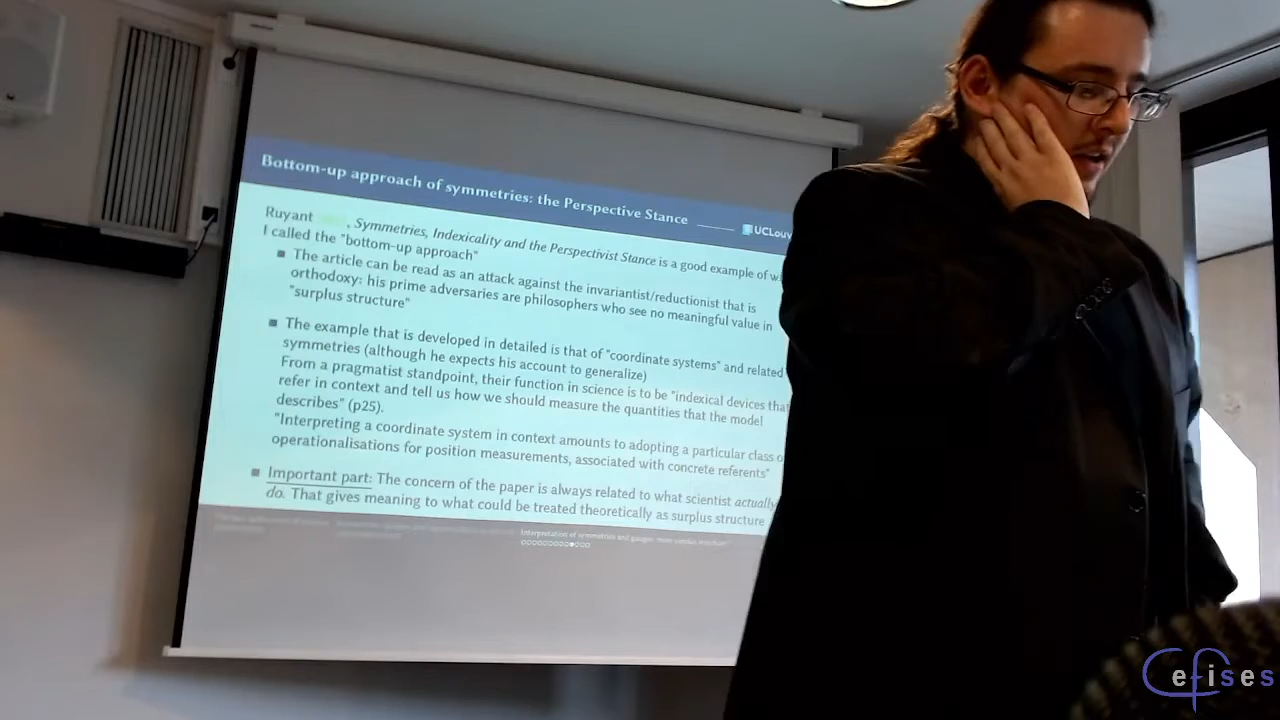 Bottom-up approach of symmetries: the Perspective Stance
UCLouv
Ruyant , Symmetries, Indexicality and the Perspectivist Stance is a good example of w
I called the "bottom-up approach"
■ The article can be read as an attack against the invariantist/reductionist that is
orthodoxy: his prime adversaries are philosophers who see no meaningful value in
"surplus structure"
■ The example that is developed in detailed is that of "coordinate systems" and related
symmetries (although he expects his account to generalize)
From a pragmatist standpoint, their function in science is to be "indexical devices tha
refer in context and tell us how we should measure the quantities that the model
describes" (p25).
"Interpreting a coordinate system in context amounts to adopting a particular class o
operationalisations for position measurements, associated with concrete referents"
■ Important part: The concern of the paper is always related to what scientist actually
do. That gives meaning to what could be treated theoretically as surplus structure
Interpretation of symmetries and gauges:
Cefises